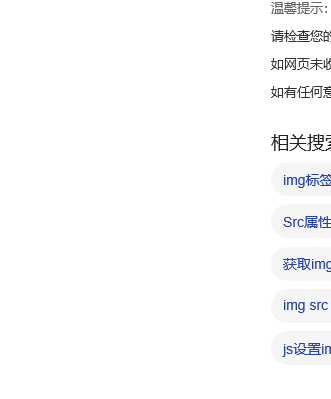 温馨提示：
请检查您的
如网页未收
如有任何意
相关搜索
img标签
Src属性
获取img
img src
js设置im